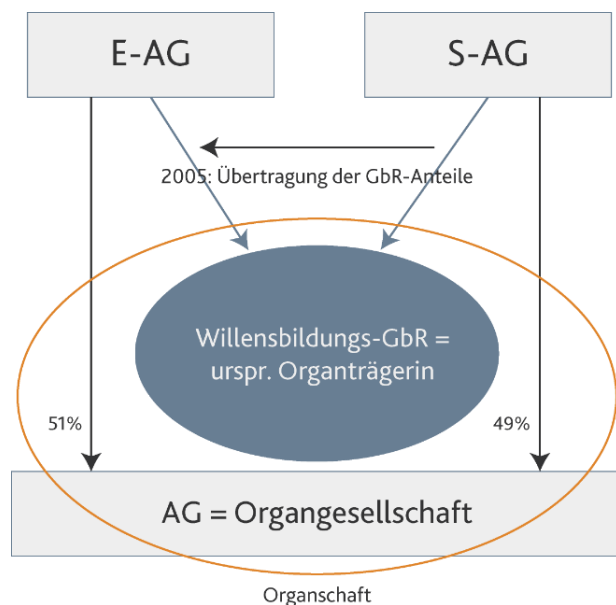 E-AG
S-AG
2005: Übertragung der GbR-Anteile
Willensbildungs-GbR =
urspr. Organträgerin
51%
49%
AG = Organgesellschaft
Organschaft